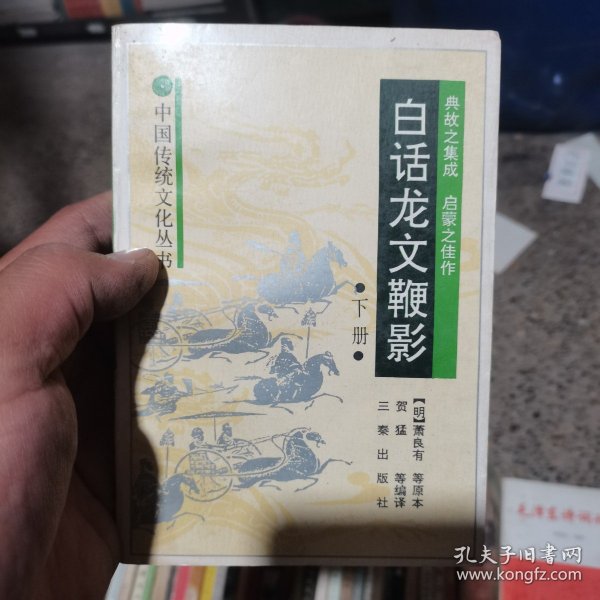 典故之集成 启蒙之佳作
白话龙文鞭影
下册
【明】萧良有 等原本
贺猛 等编译
三秦出版社
中国传统文化丛书
孔夫子旧书网
www.kongfz.com